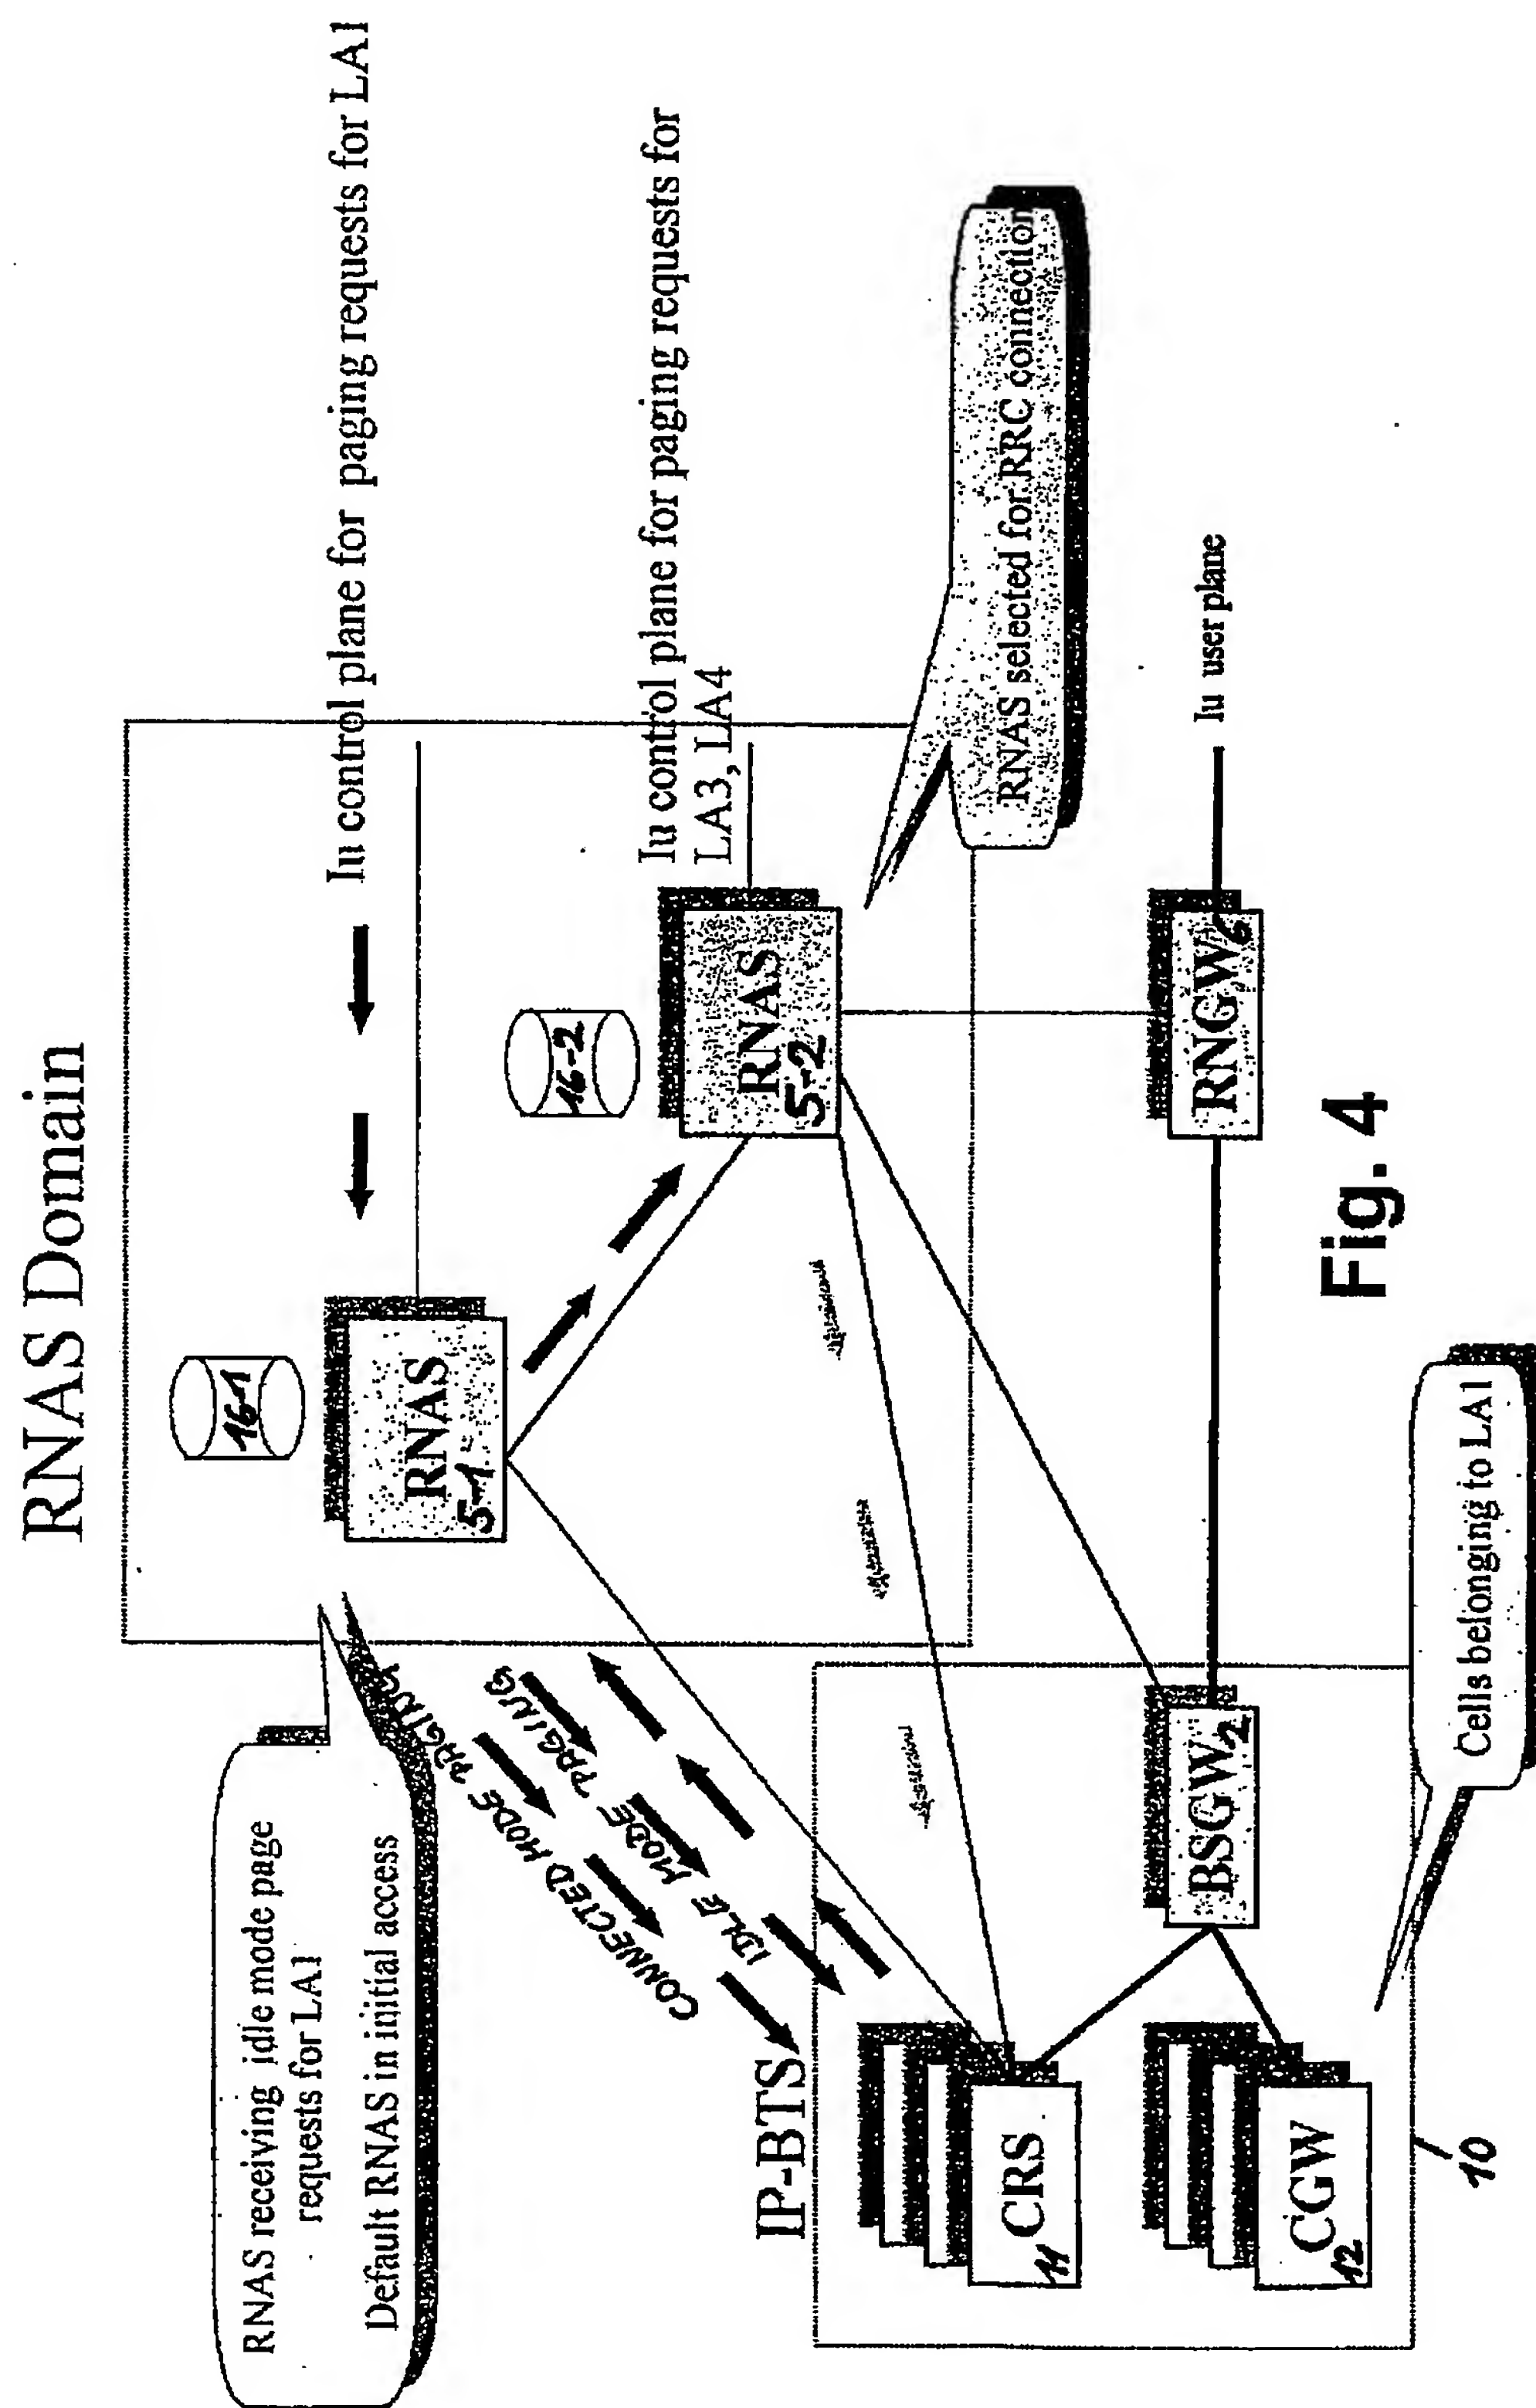 RNAS Domain
Iu control plane for paging requests for LA1
16-1
RNAS
5-1
RNAS receiving idle mode page
requests for LA1
Default RNAS in initial access
16-2
Iu control plane for paging requests for
LA3, LA4
RNAS
5-2
CONNECTED MODE PAGING
IDLE MODE PAGING
RNAS selected for RRC connection
IP-BTS
CRS
11
BSGW
2
RNGW
6
Iu user plane
CGW
12
10
Cells belonging to LA1
Fig. 4